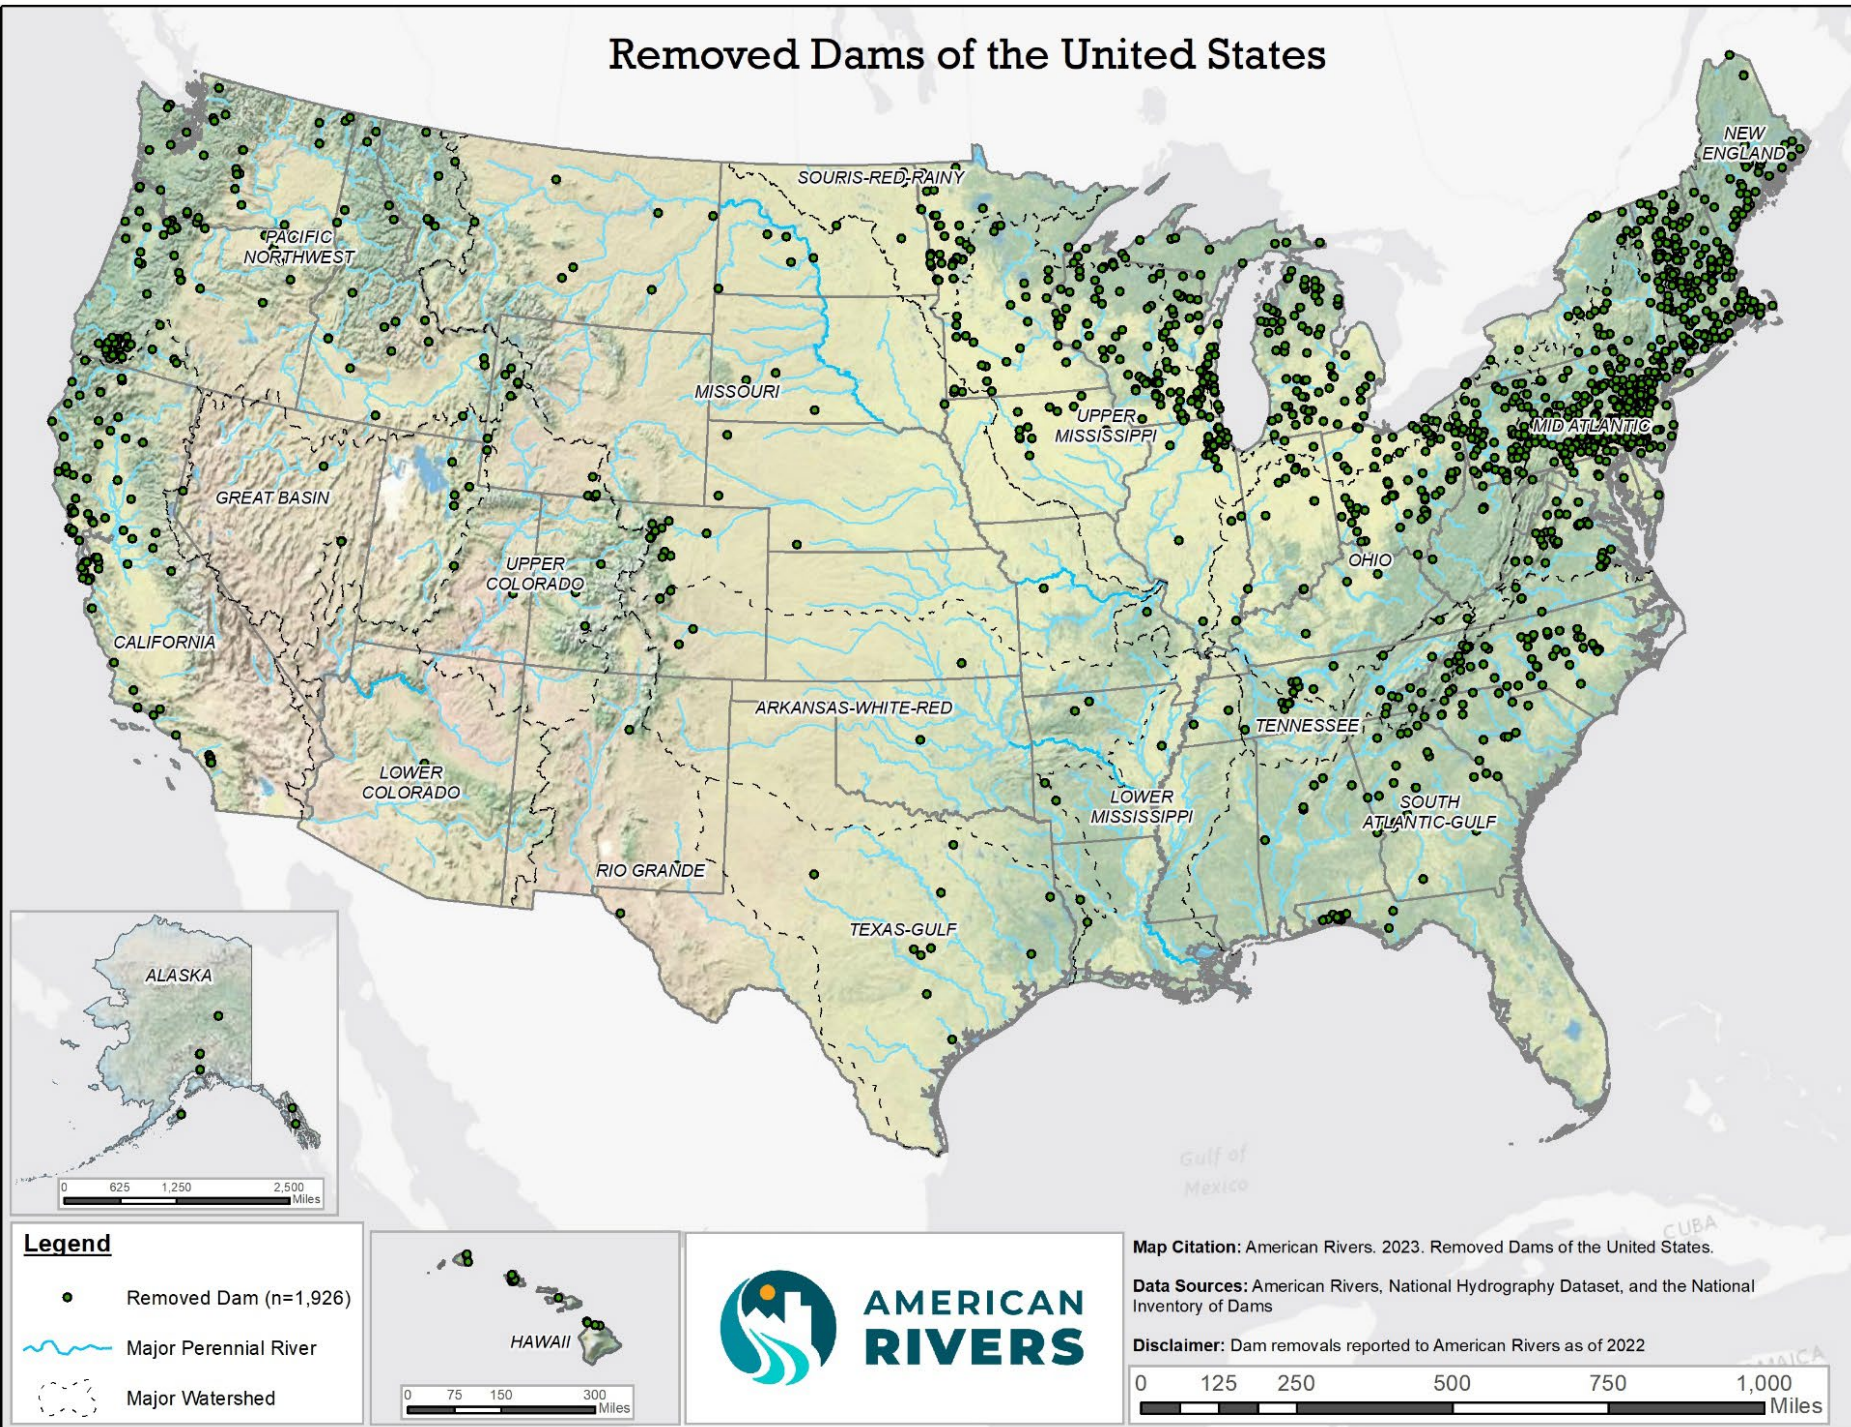 Removed Dams of the United States
NEW
ENGLAND
SOURIS-RED-RAINY
PACIFIC
NORTHWEST
MISSOURI
UPPER
MISSISSIPPI
MID ATLANTIC
GREAT BASIN
UPPER
COLORADO
OHIO
CALIFORNIA
ARKANSAS-WHITE-RED
TENNESSEE
LOWER
COLORADO
LOWER
MISSISSIPPI
SOUTH
ATLANTIC-GULF
RIO GRANDE
TEXAS-GULF
ALASKA
0 625 1,250 2,500
Miles
Gulf of
Mexico
CUBA
JAMAICA
Legend
Removed Dam (n=1,926)
Major Perennial River
Major Watershed
HAWAII
0 75 150 300
Miles
AMERICAN
RIVERS
Map Citation: American Rivers. 2023. Removed Dams of the United States.
Data Sources: American Rivers, National Hydrography Dataset, and the National
Inventory of Dams
Disclaimer: Dam removals reported to American Rivers as of 2022
0 125 250 500 750 1,000
Miles